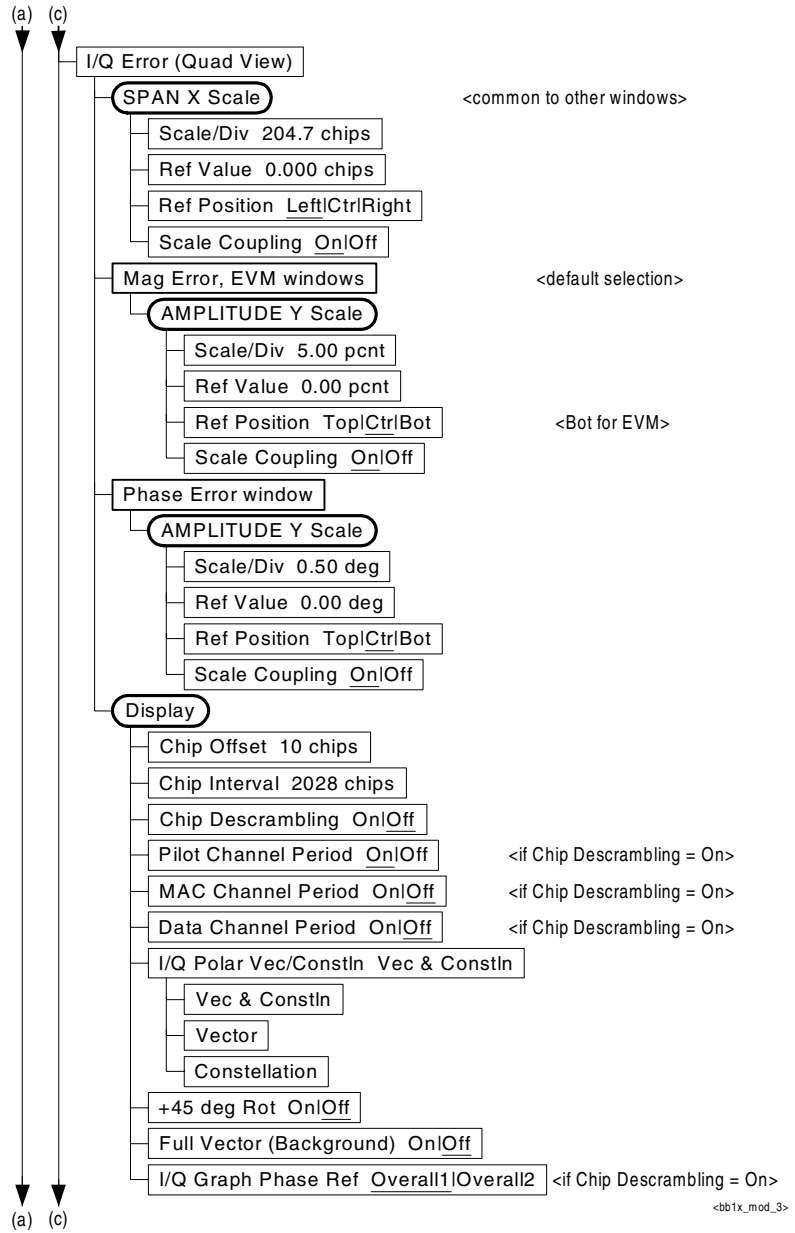 (a) (c)
I/Q Error (Quad View)
SPAN X Scale <common to other windows>
Scale/Div 204.7 chips
Ref Value 0.000 chips
Ref Position Left|Ctr|Right
Scale Coupling On|Off
Mag Error, EVM windows <default selection>
AMPLITUDE Y Scale
Scale/Div 5.00 pcnt
Ref Value 0.00 pcnt
Ref Position Top|Ctr|Bot <Bot for EVM>
Scale Coupling On|Off
Phase Error window
AMPLITUDE Y Scale
Scale/Div 0.50 deg
Ref Value 0.00 deg
Ref Position Top|Ctr|Bot
Scale Coupling On|Off
Display
Chip Offset 10 chips
Chip Interval 2028 chips
Chip Descrambling On|Off
Pilot Channel Period On|Off <if Chip Descrambling = On>
MAC Channel Period On|Off <if Chip Descrambling = On>
Data Channel Period On|Off <if Chip Descrambling = On>
I/Q Polar Vec/Constln Vec & Constln
Vec & Constln
Vector
Constellation
+45 deg Rot On|Off
Full Vector (Background) On|Off
I/Q Graph Phase Ref Overall1|Overall2 <if Chip Descrambling = On>
<bb1x_mod_3>
(a) (c)